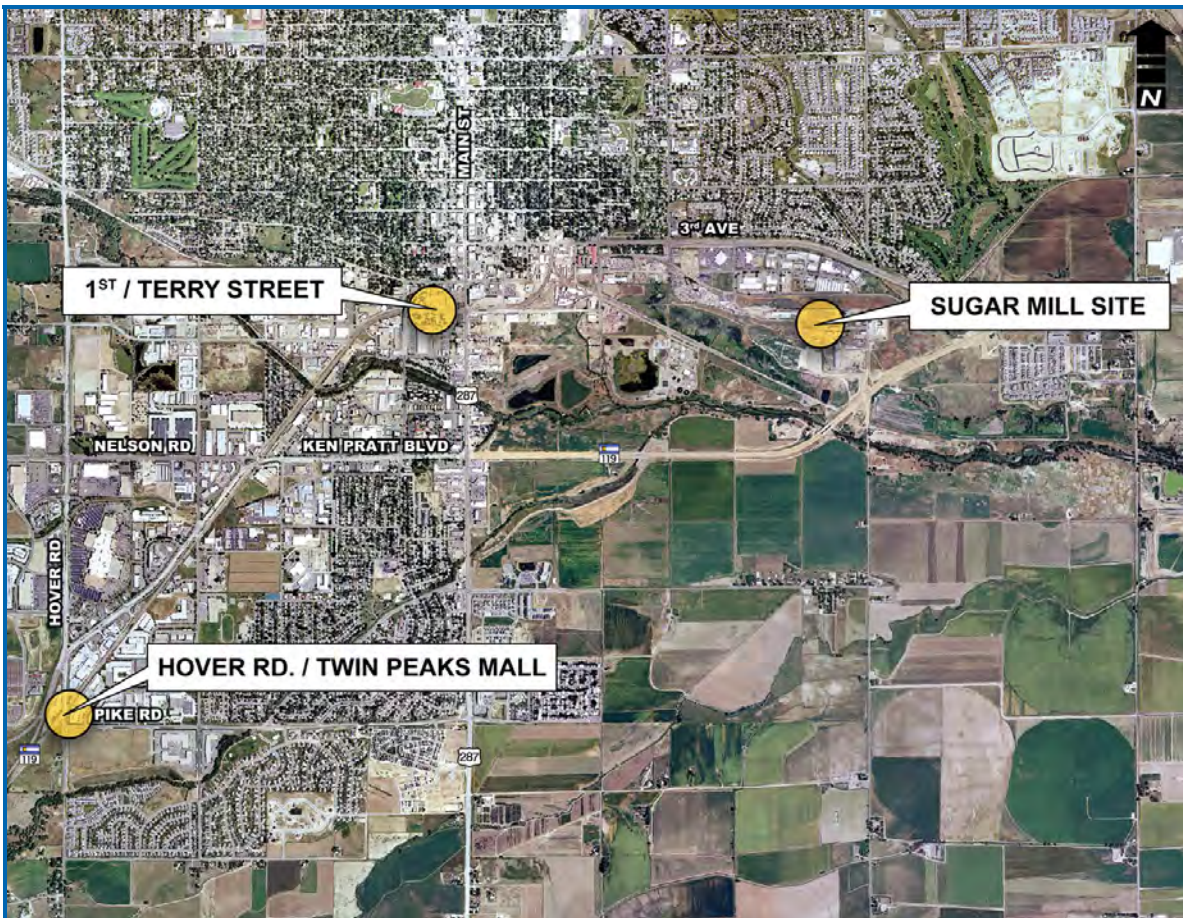 N
MAIN ST
3rd AVE
1ST / TERRY STREET
SUGAR MILL SITE
287
NELSON RD
KEN PRATT BLVD
119
HOVER RD
HOVER RD. / TWIN PEAKS MALL
PIKE RD
119
287